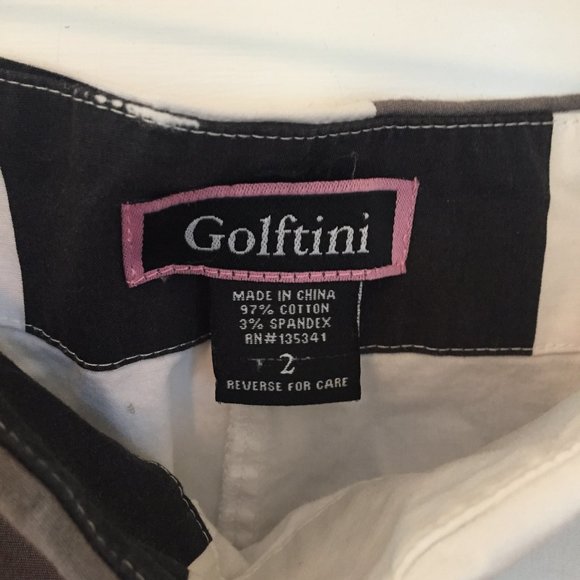 Golftini
MADE IN CHINA
97% COTTON
3% SPANDEX
RN#135341
2
REVERSE FOR CARE